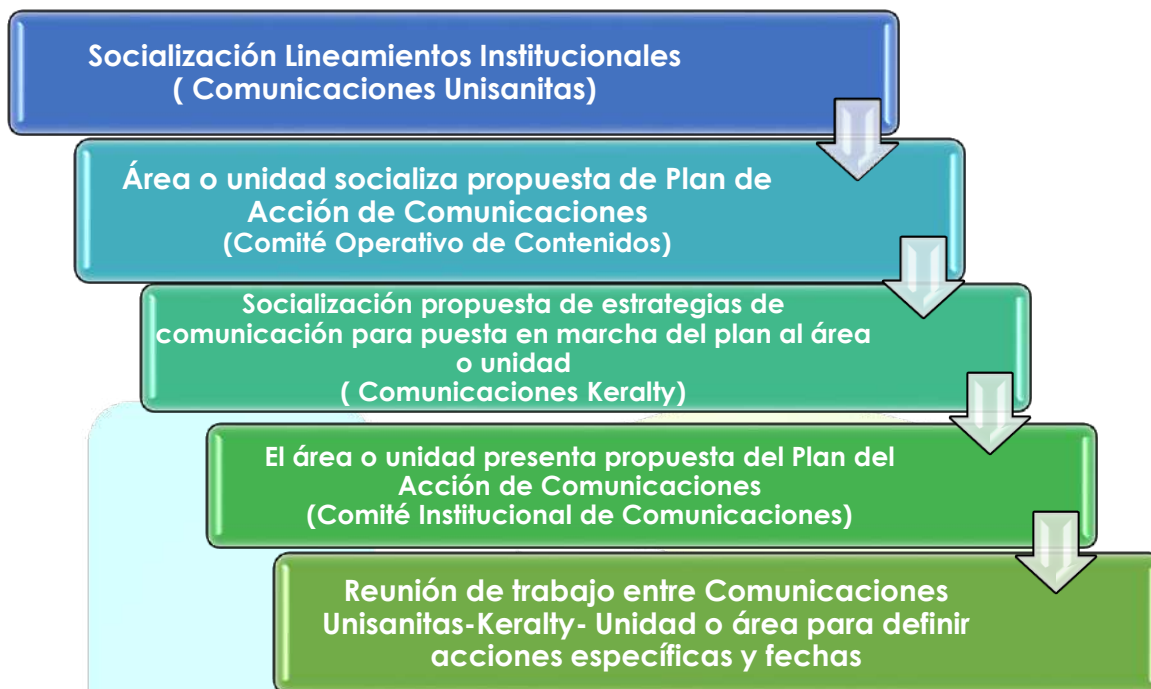 Socialización Lineamientos Institucionales
( Comunicaciones Unisanitas)
Área o unidad socializa propuesta de Plan de
Acción de Comunicaciones
(Comité Operativo de Contenidos)
Socialización propuesta de estrategias de
comunicación para puesta en marcha del plan al área
o unidad
( Comunicaciones Keralty)
El área o unidad presenta propuesta del Plan del
Acción de Comunicaciones
(Comité Institucional de Comunicaciones)
Reunión de trabajo entre Comunicaciones
Unisanitas-Keralty- Unidad o área para definir
acciones específicas y fechas